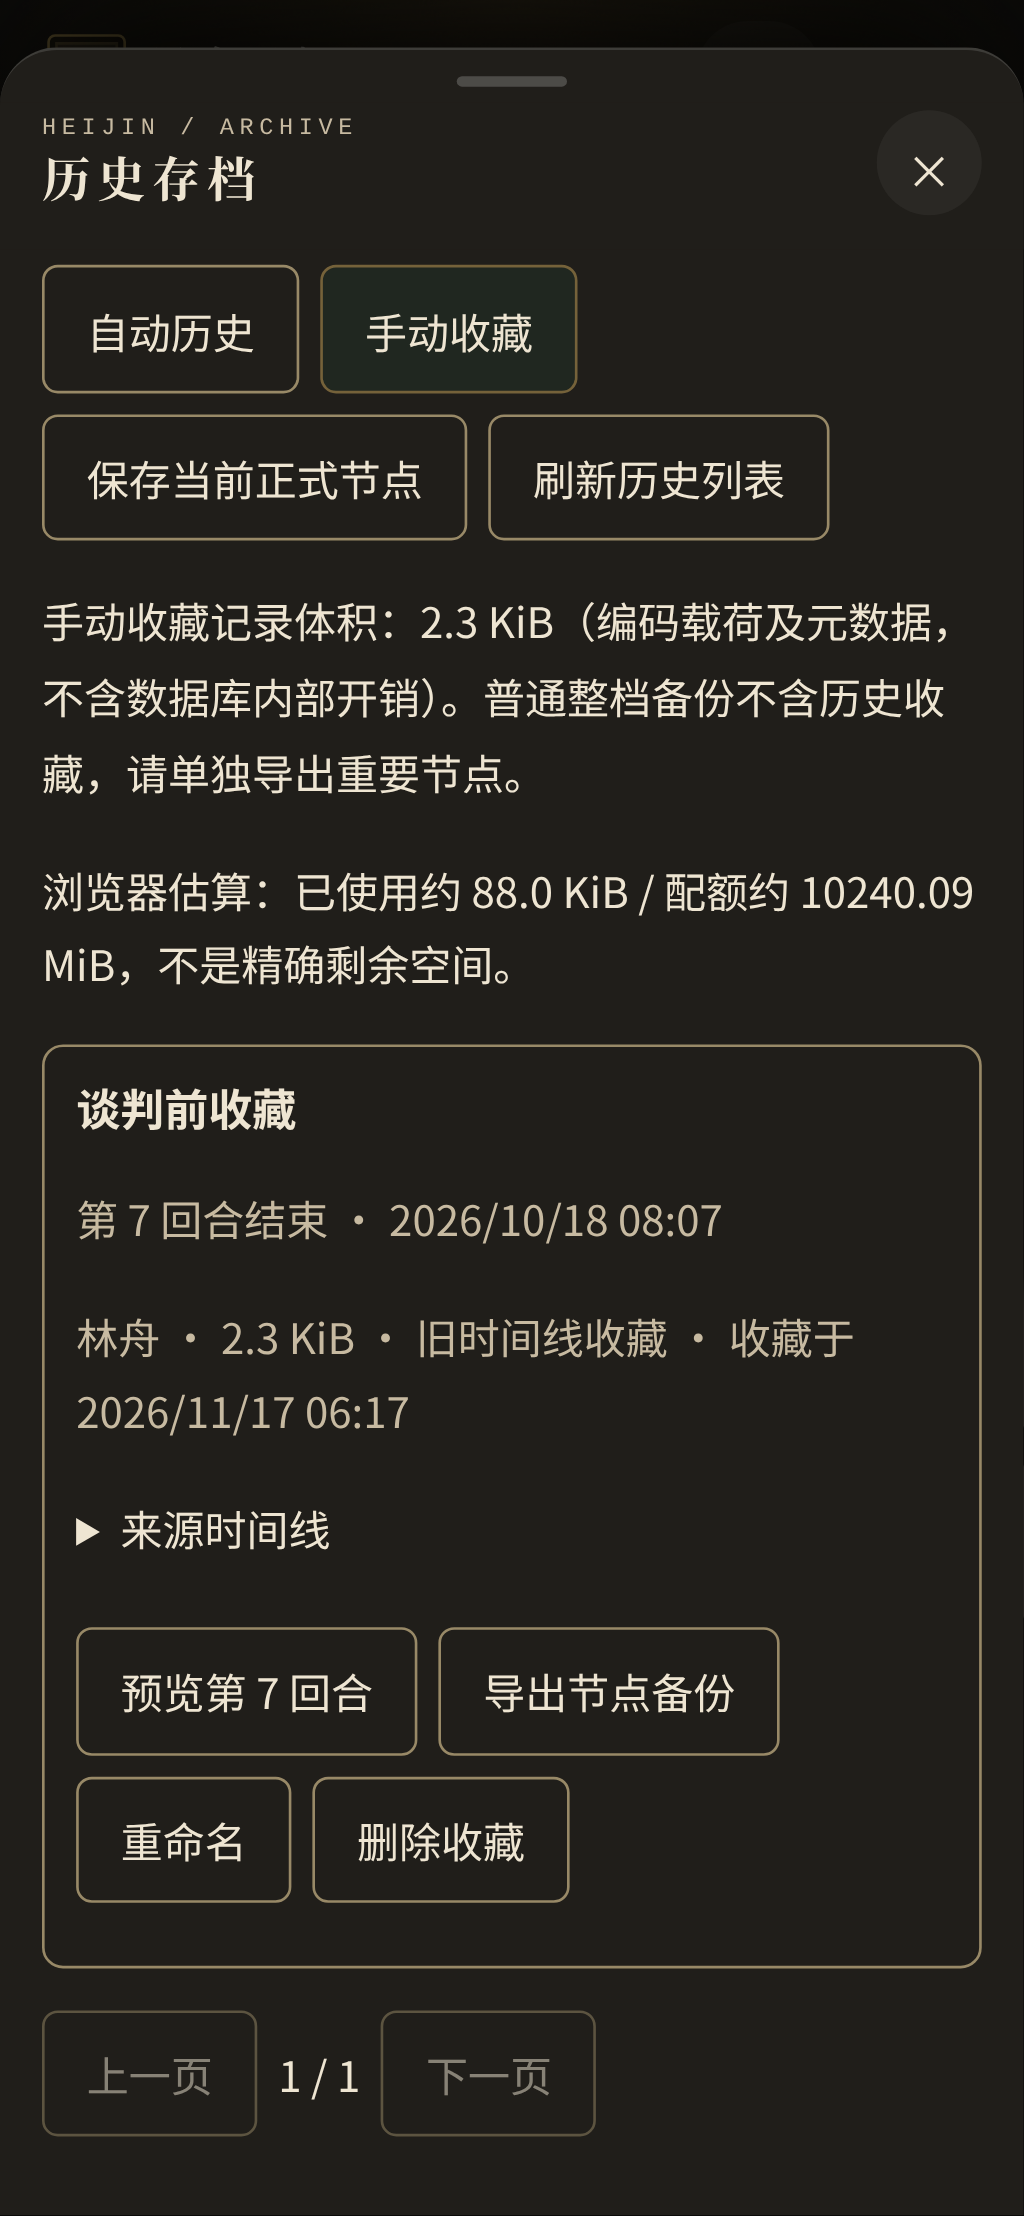 HEIJIN / ARCHIVE
历史存档
自动历史 手动收藏
保存当前正式节点 刷新历史列表
手动收藏记录体积：2.3 KiB（编码载荷及元数据，
不含数据库内部开销）。普通整档备份不含历史收
藏，请单独导出重要节点。
浏览器估算：已使用约 88.0 KiB / 配额约 10240.09
MiB，不是精确剩余空间。
谈判前收藏
第 7 回合结束 · 2026/10/18 08:07
林舟 · 2.3 KiB · 旧时间线收藏 · 收藏于
2026/11/17 06:17
▶ 来源时间线
预览第 7 回合 导出节点备份
重命名 删除收藏
上一页 1 / 1 下一页